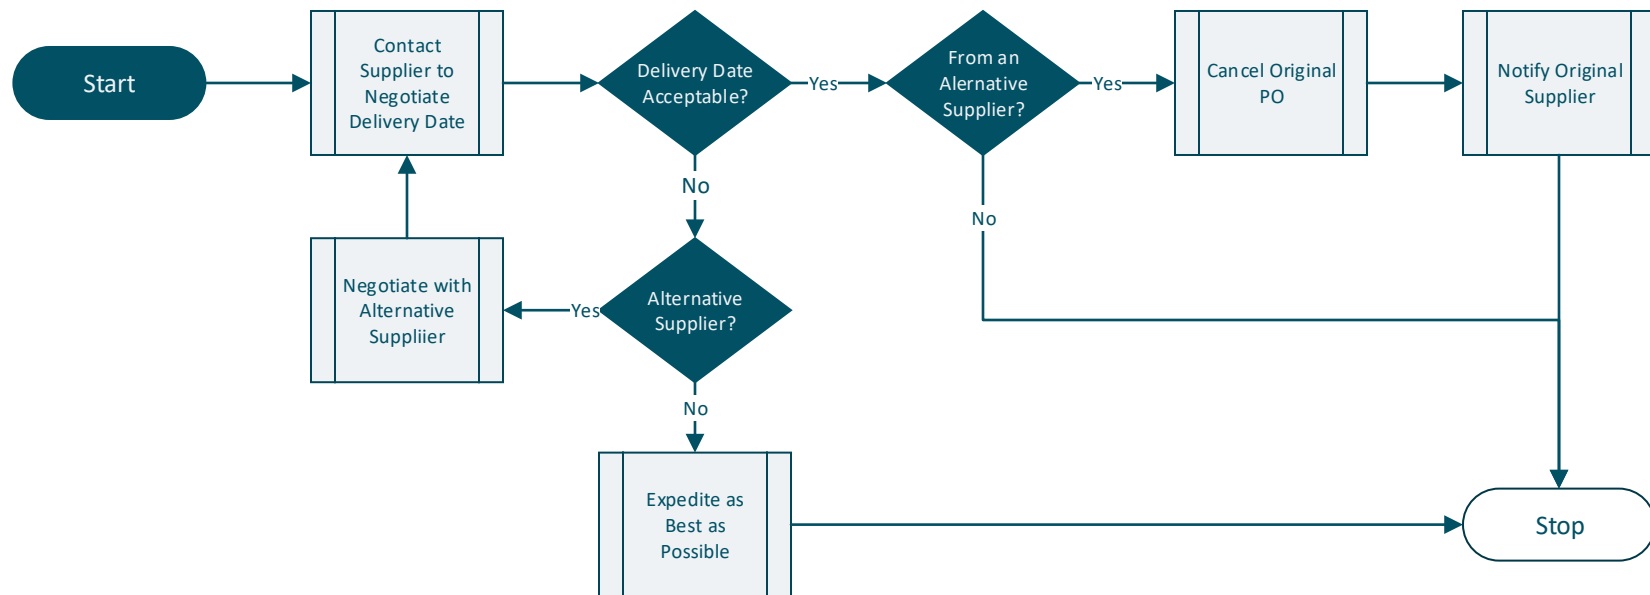 Start
Contact
Supplier to
Negotiate
Delivery Date
Delivery Date
Acceptable?
Yes
From an
Alernative
Supplier?
Yes
Cancel Original
PO
Notify Original
Supplier
No
No
Negotiate with
Alternative
Suppliier
Yes
Alternative
Supplier?
No
Expedite as
Best as
Possible
Stop